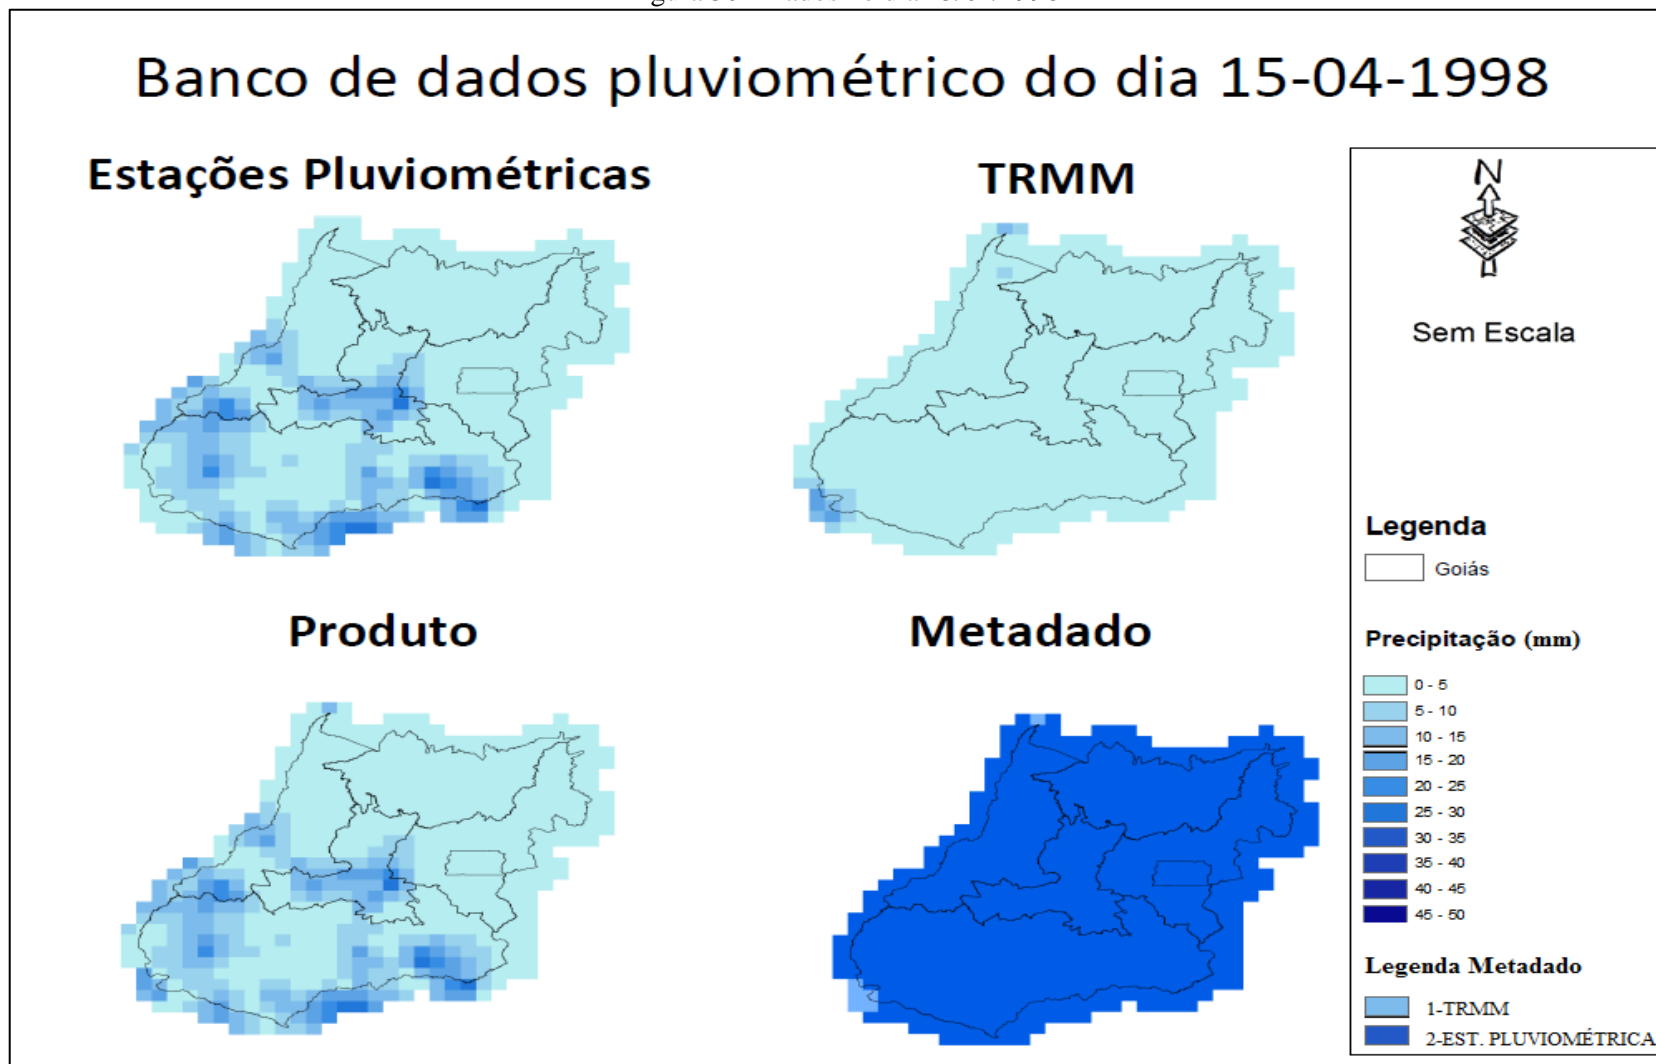 Banco de dados pluviométrico do dia 15-04-1998
Estações Pluviométricas
TRMM
N
Sem Escala
Legenda
Goiás
Produto
Metadado
Precipitação (mm)
0 - 5
5 - 10
10 - 15
15 - 20
20 - 25
25 - 30
30 - 35
35 - 40
40 - 45
45 - 50
Legenda Metadado
1-TRMM
2-EST. PLUVIOMÉTRICA